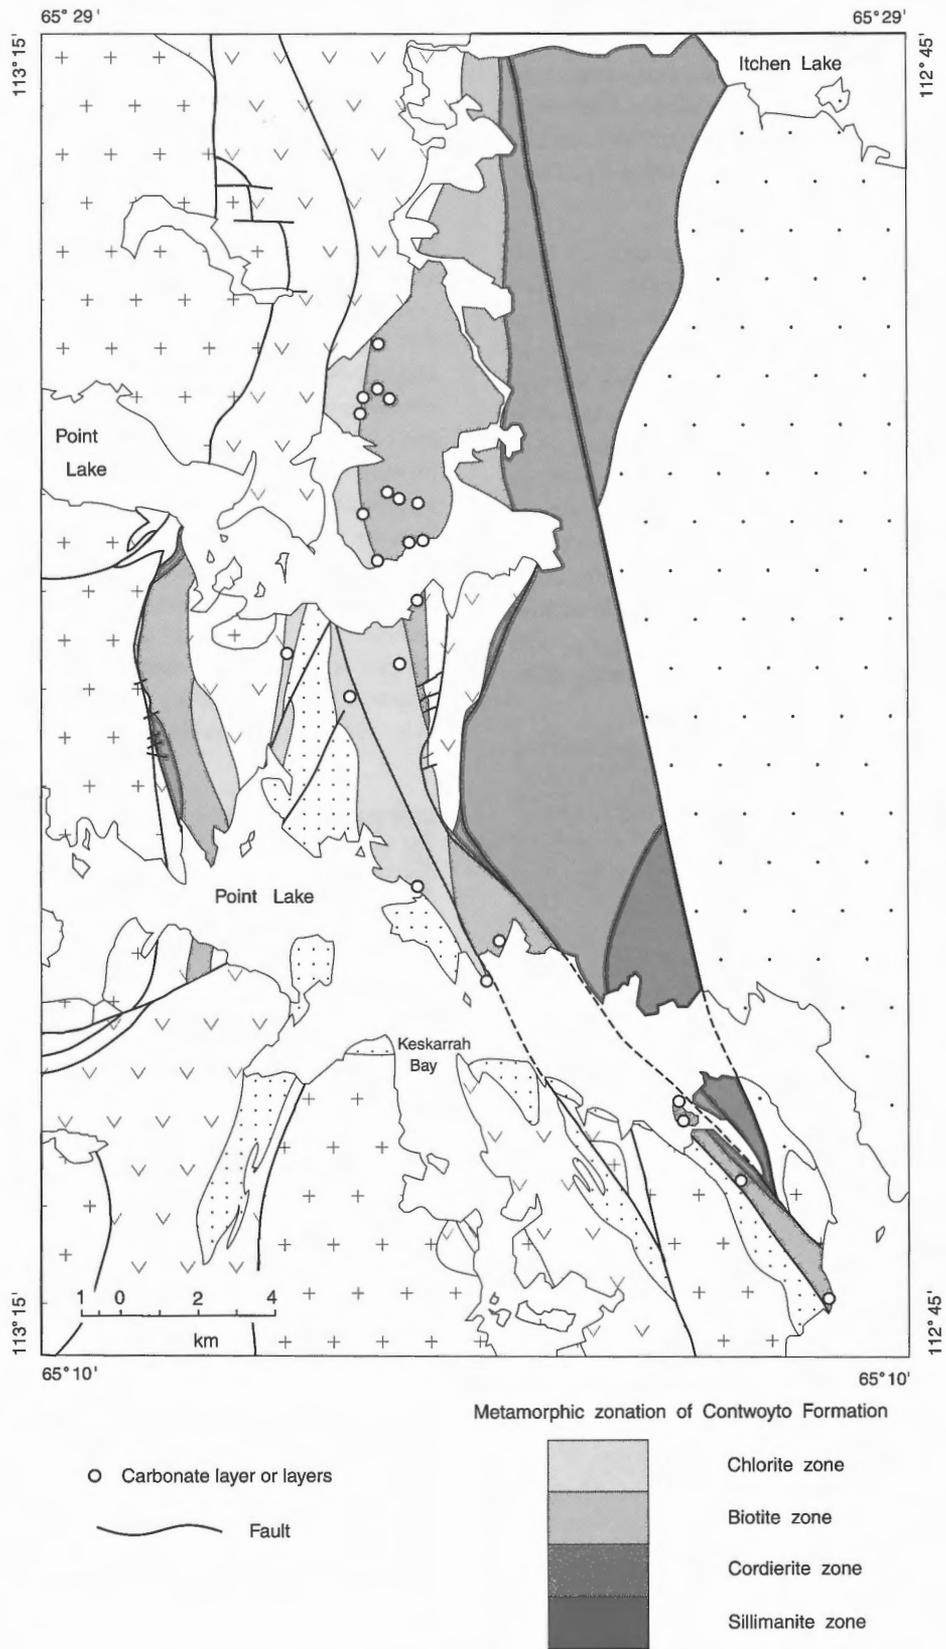 65° 29'
65° 29'
113° 15'
112° 45'
Itchen Lake
Point
Lake
Point Lake
Keskarrah
Bay
1 0 2 4
km
113° 15'
112° 45'
65° 10'
65° 10'
Metamorphic zonation of Contwoyto Formation
Carbonate layer or layers
Fault
Chlorite zone
Biotite zone
Cordierite zone
Sillimanite zone